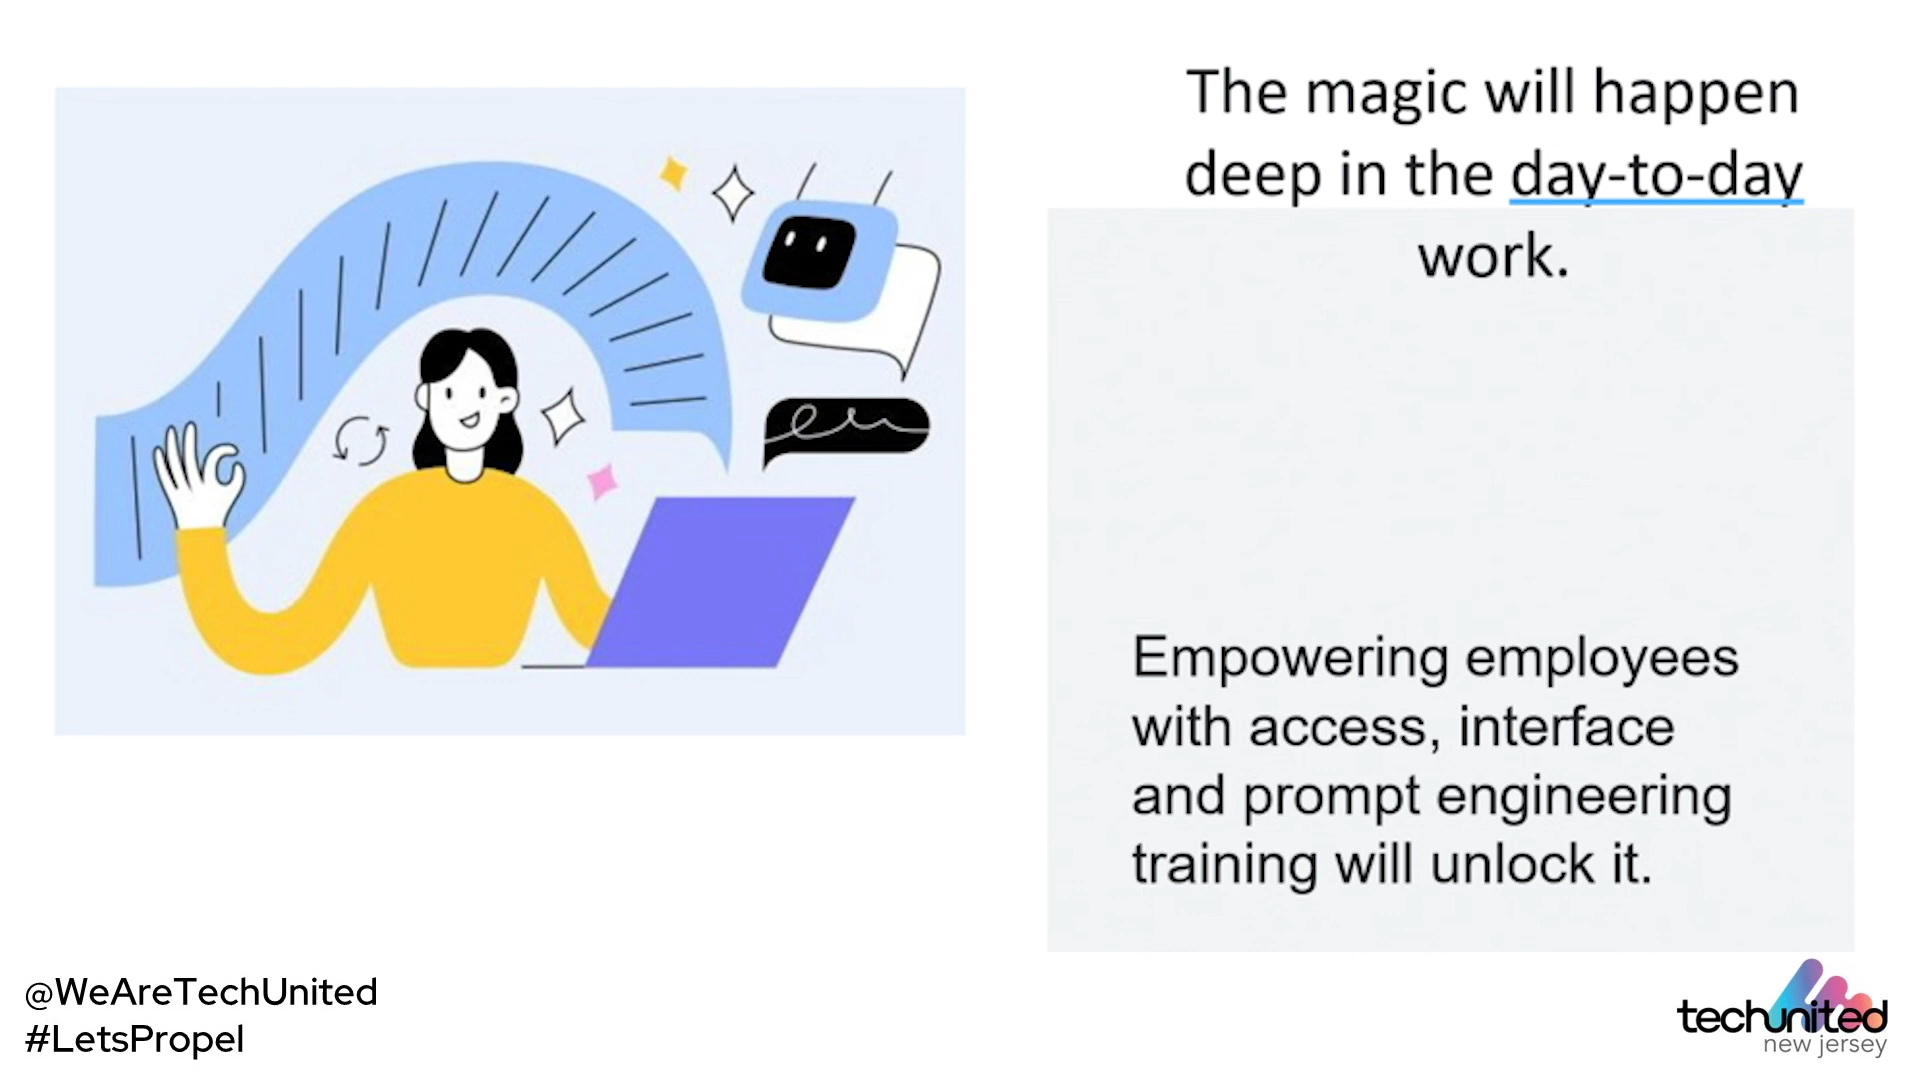 The magic will happen
deep in the day-to-day
work.
Empowering employees
with access, interface
and prompt engineering
training will unlock it.
@WeAreTechUnited
#LetsPropel
techunited
new jersey